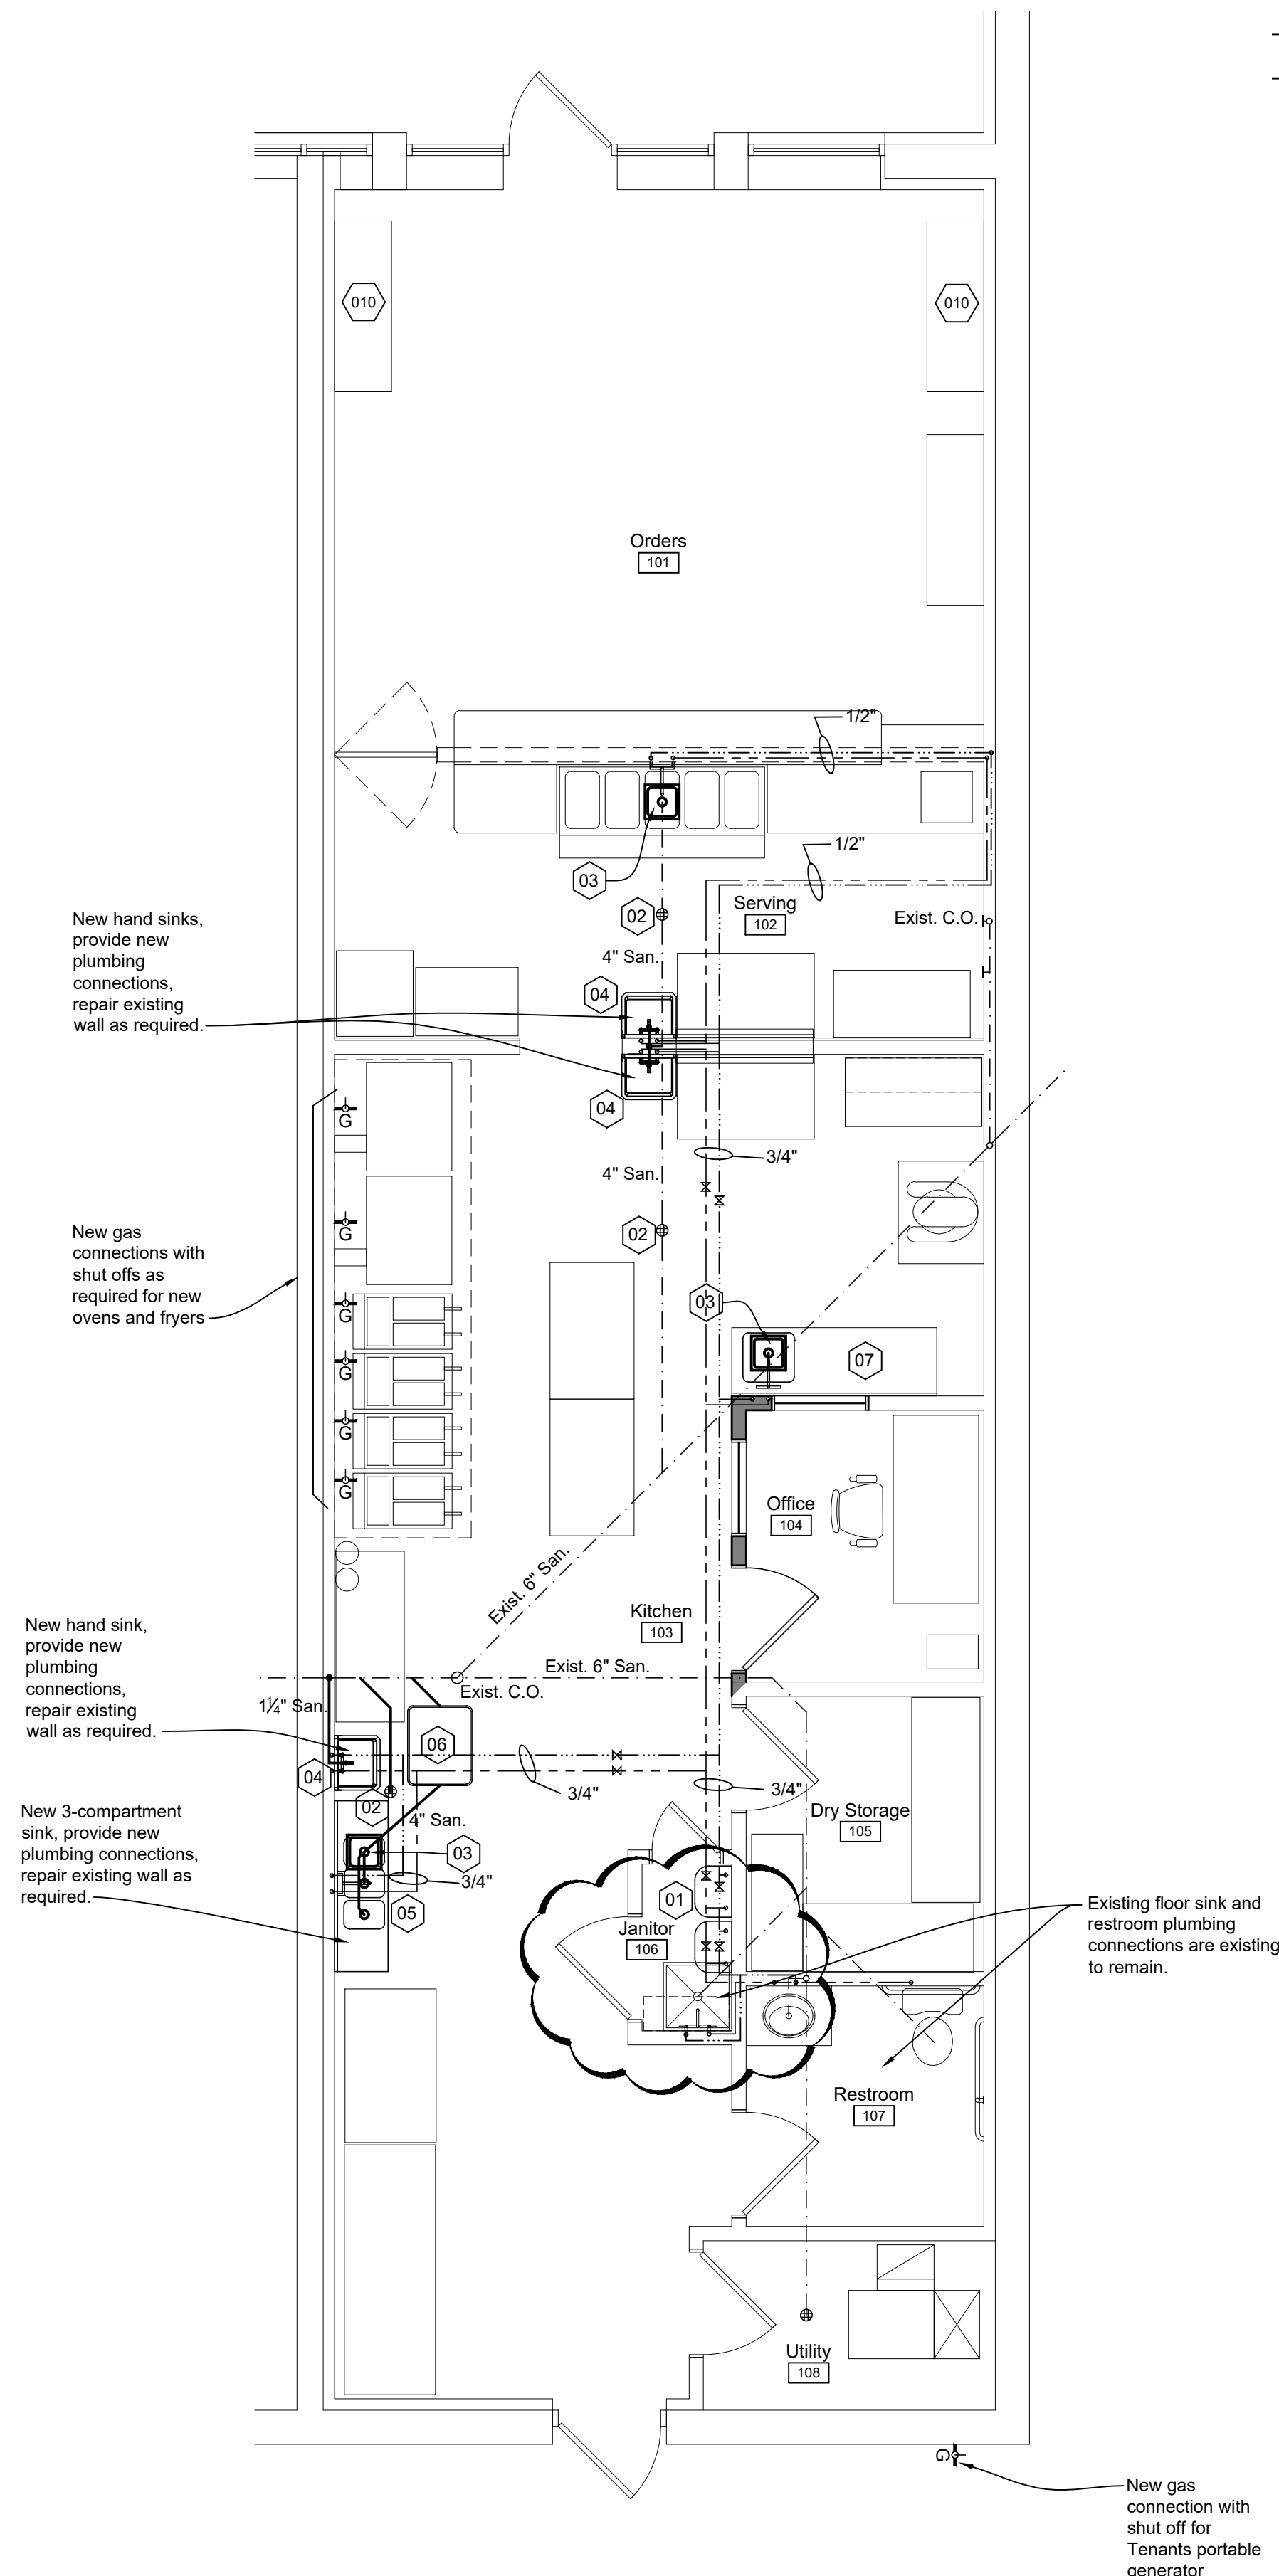 010
010
Orders
101
1/2"
1/2"
03
02
Serving
102
Exist. C.O.
4" San.
04
New hand sinks,
provide new
plumbing
connections,
repair existing
wall as required.
04
G
3/4"
4" San.
G
02
New gas
connections with
shut offs as
required for new
ovens and fryers
03
G
07
G
G
G
Office
104
Exist. 6" San.
Kitchen
103
New hand sink,
provide new
plumbing
connections,
repair existing
wall as required.
Exist. 6" San.
Exist. C.O.
1¼" San.
06
04
02
3/4"
3/4"
New 3-compartment
sink, provide new
plumbing connections,
repair existing wall as
required.
4" San.
Dry Storage
105
03
3/4"
05
01
Janitor
106
Existing floor sink and
restroom plumbing
connections are existing
to remain.
Restroom
107
Utility
108
G
New gas
connection with
shut off for
Tenants portable
generator